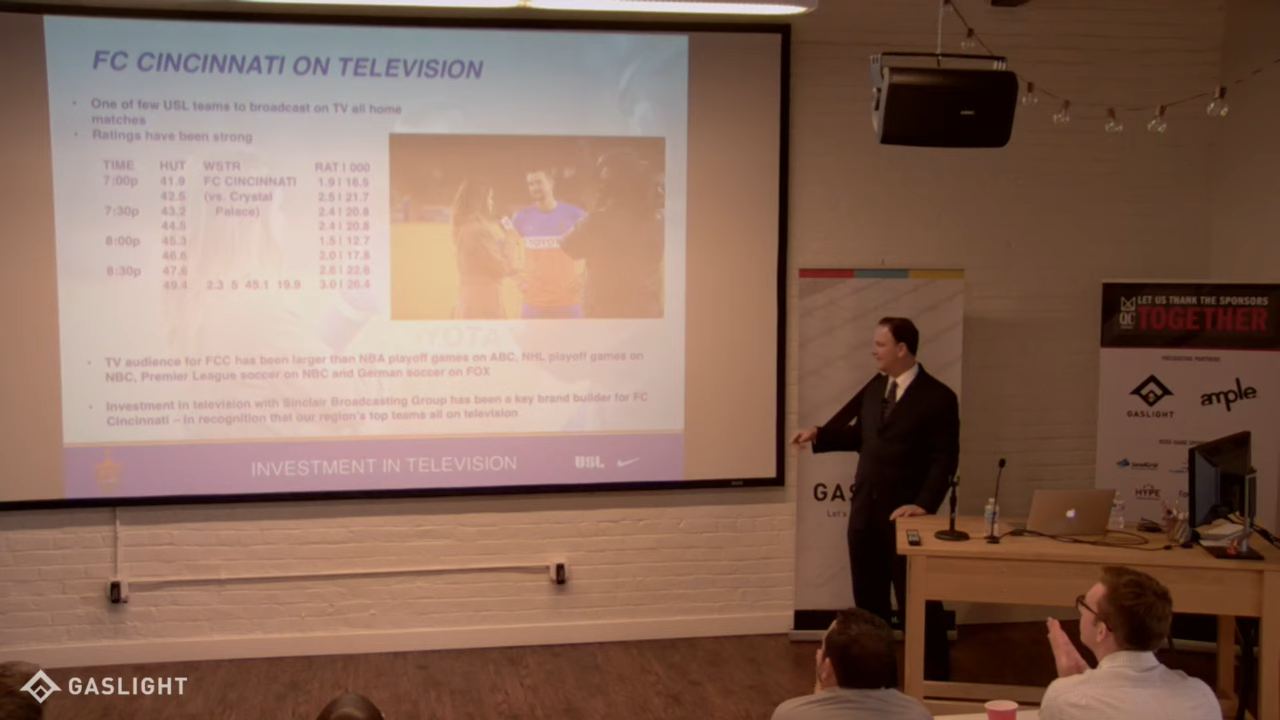 FC CINCINNATI ON TELEVISION
• One of few USL teams to broadcast on TV all home
matches
• Ratings have been strong
TIME HUT WSTR RAT | 000
7:00p 41.9 FC CINCINNATI 1.9 | 16.5
42.5 (vs. Crystal 2.5 | 21.7
7:30p 43.2 Palace) 2.4 | 20.8
44.5 2.4 | 20.8
8:00p 45.3 1.5 | 12.7
46.6 2.0 | 17.8
8:30p 47.6 2.6 | 22.6
49.4 2.3 5 45.1 19.9 3.0 | 26.4
• TV audience for FCC has been larger than NBA playoff games on ABC, NHL playoff games on
NBC, Premier League soccer on NBC and German soccer on FOX
• Investment in television with Sinclair Broadcasting Group has been a key brand builder for FC
Cincinnati – in recognition that our region's top teams all on television
INVESTMENT IN TELEVISION USL
GAS
Let's
QC
LET US THANK THE SPONSORS
TOGETHER
PRESENTING PARTNERS
GASLIGHT
ample
HYPE
GASLIGHT